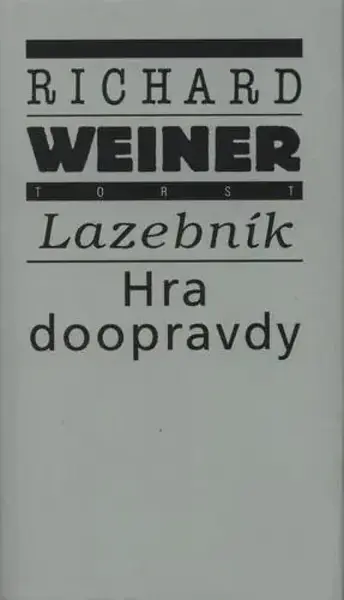 RICHARD
WEINER
TORST
Lazebník
Hra
doopravdy